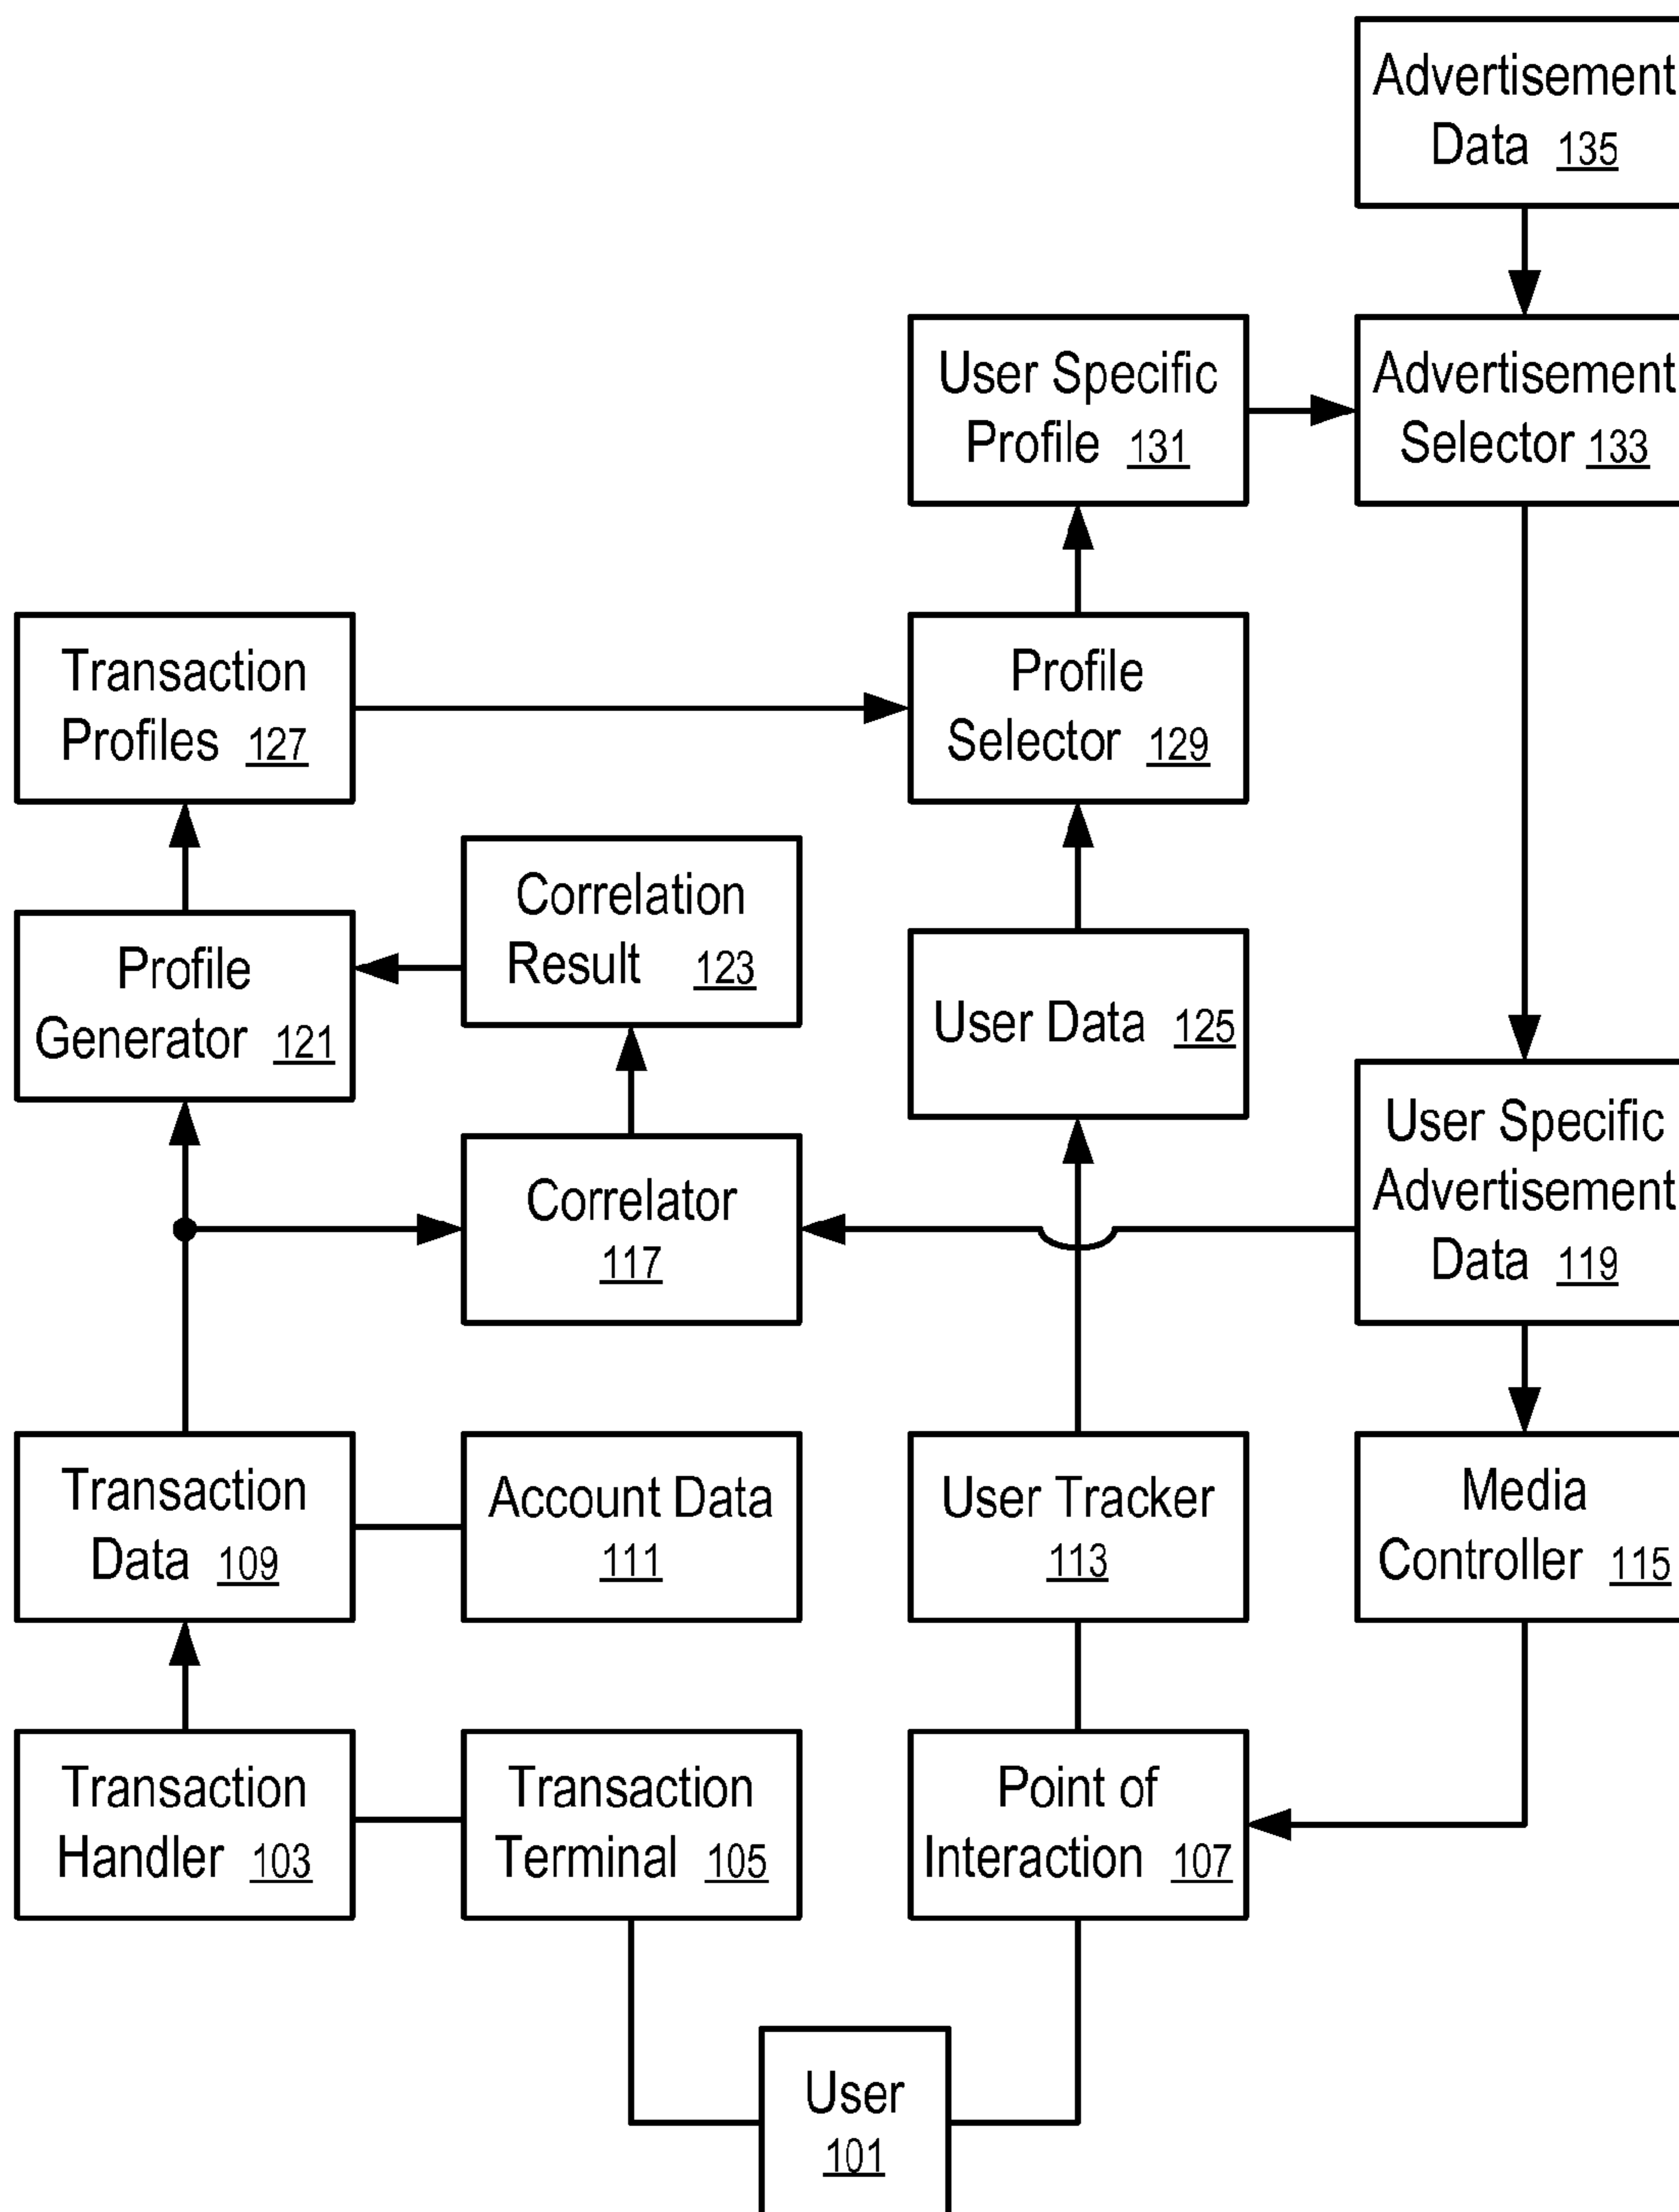 Advertisement
Data 135
User Specific
Profile 131
Advertisement
Selector 133
Transaction
Profiles 127
Profile
Selector 129
Correlation
Result 123
Profile
Generator 121
User Data 125
User Specific
Advertisement
Data 119
Correlator
117
Transaction
Data 109
Account Data
111
User Tracker
113
Media
Controller 115
Transaction
Handler 103
Transaction
Terminal 105
Point of
Interaction 107
User
101